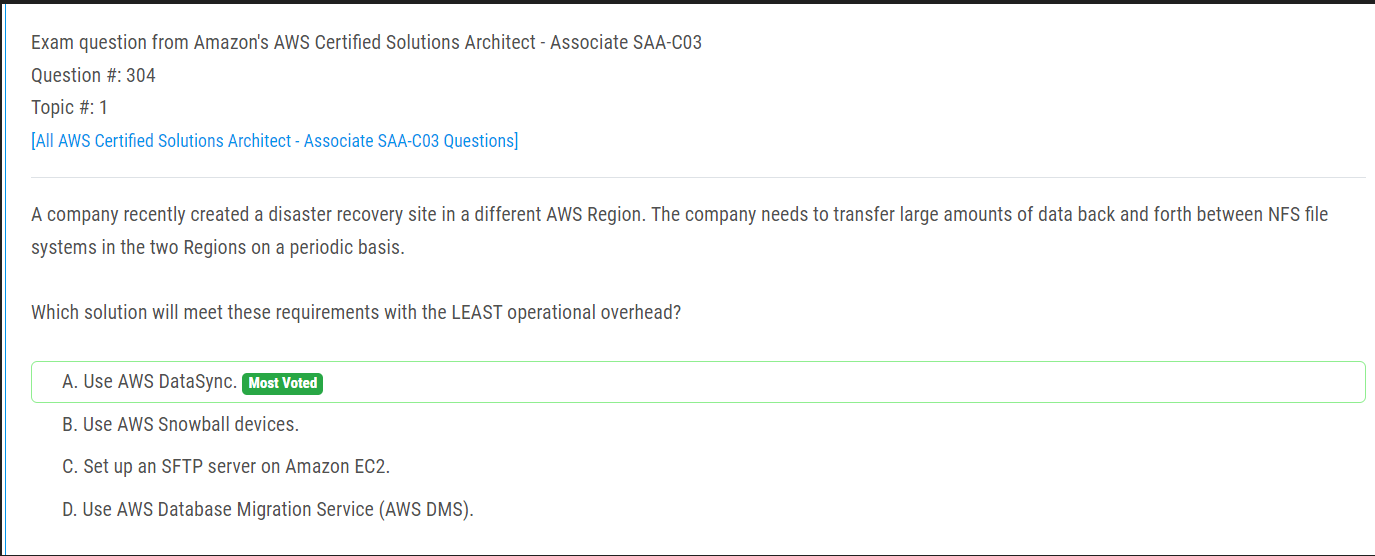 Exam question from Amazon's AWS Certified Solutions Architect - Associate SAA-C03
Question #: 304
Topic #: 1
[All AWS Certified Solutions Architect - Associate SAA-C03 Questions]
A company recently created a disaster recovery site in a different AWS Region. The company needs to transfer large amounts of data back and forth between NFS file
systems in the two Regions on a periodic basis.
Which solution will meet these requirements with the LEAST operational overhead?
A. Use AWS DataSync. Most Voted
B. Use AWS Snowball devices.
C. Set up an SFTP server on Amazon EC2.
D. Use AWS Database Migration Service (AWS DMS).